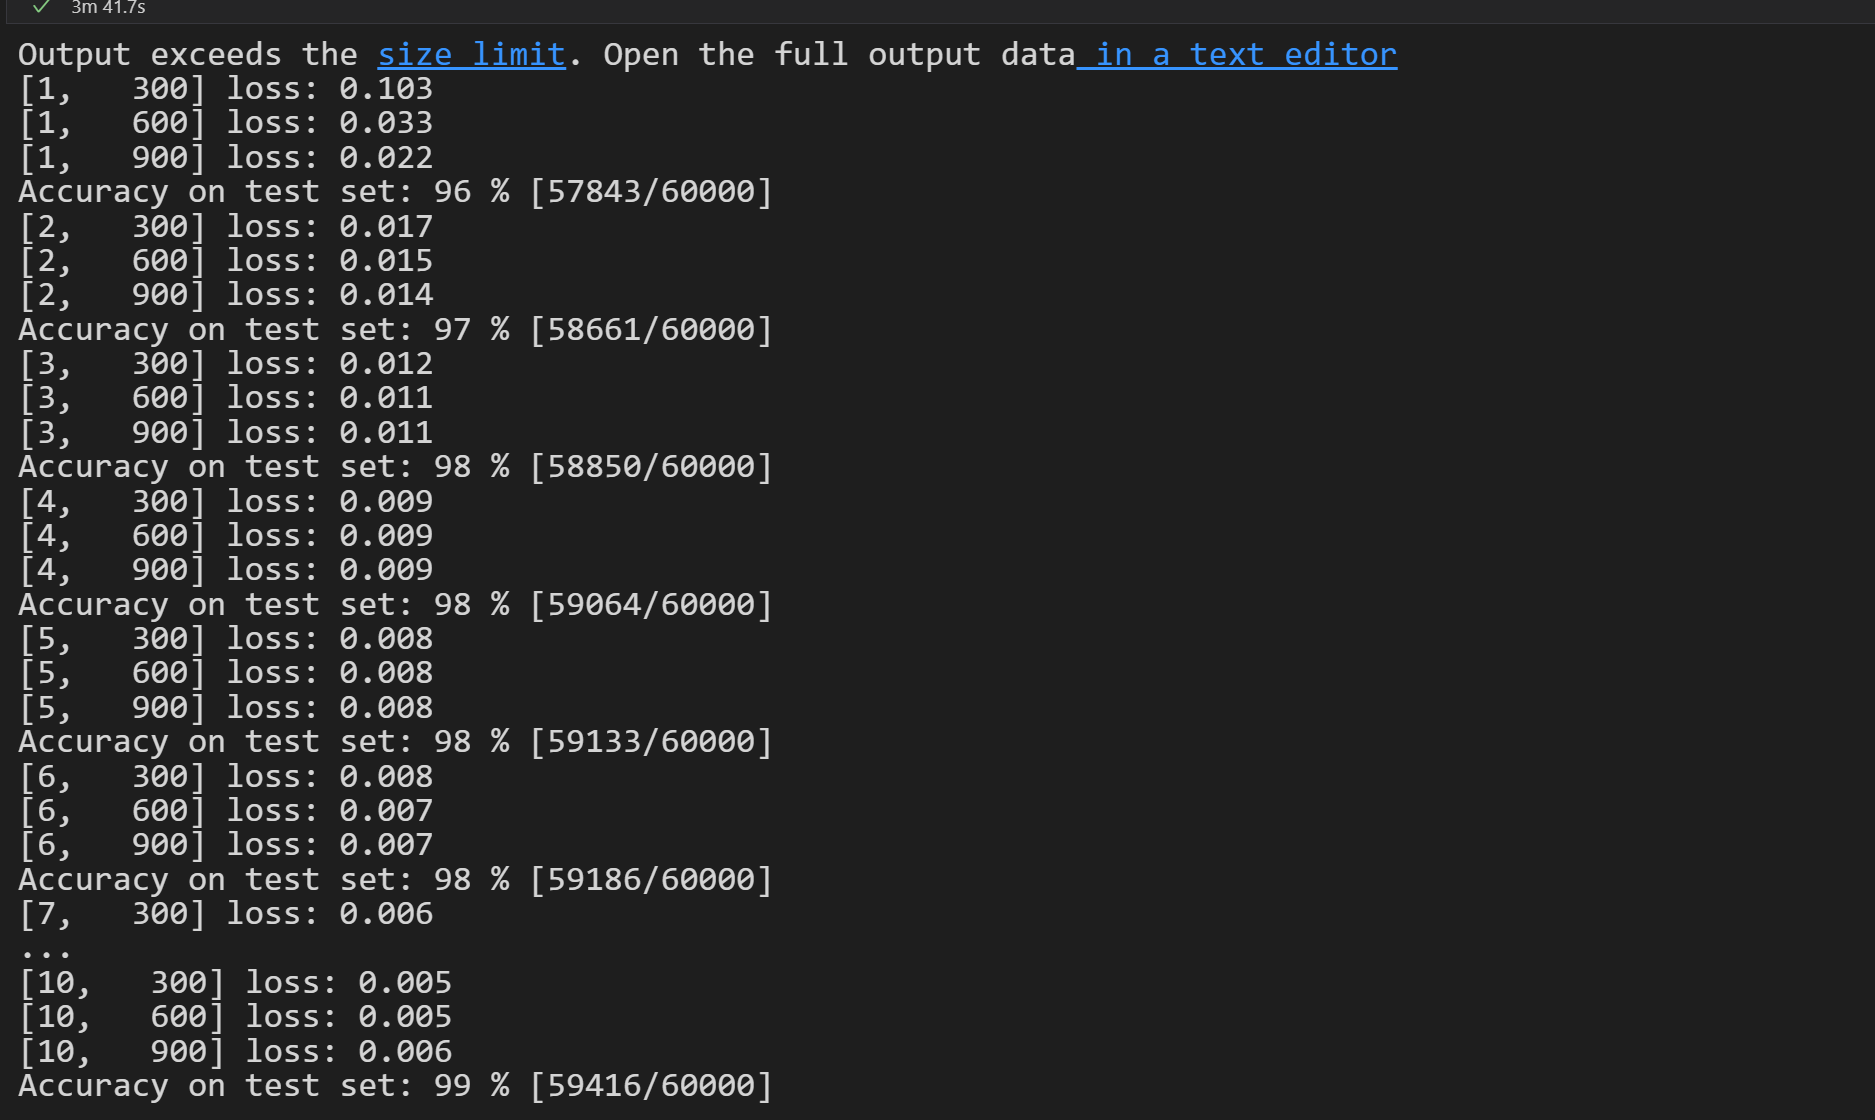 3m 41.7s
Output exceeds the size limit. Open the full output data in a text editor
[1,   300] loss: 0.103
[1,   600] loss: 0.033
[1,   900] loss: 0.022
Accuracy on test set: 96 % [57843/60000]
[2,   300] loss: 0.017
[2,   600] loss: 0.015
[2,   900] loss: 0.014
Accuracy on test set: 97 % [58661/60000]
[3,   300] loss: 0.012
[3,   600] loss: 0.011
[3,   900] loss: 0.011
Accuracy on test set: 98 % [58850/60000]
[4,   300] loss: 0.009
[4,   600] loss: 0.009
[4,   900] loss: 0.009
Accuracy on test set: 98 % [59064/60000]
[5,   300] loss: 0.008
[5,   600] loss: 0.008
[5,   900] loss: 0.008
Accuracy on test set: 98 % [59133/60000]
[6,   300] loss: 0.008
[6,   600] loss: 0.007
[6,   900] loss: 0.007
Accuracy on test set: 98 % [59186/60000]
[7,   300] loss: 0.006
...
[10,   300] loss: 0.005
[10,   600] loss: 0.005
[10,   900] loss: 0.006
Accuracy on test set: 99 % [59416/60000]